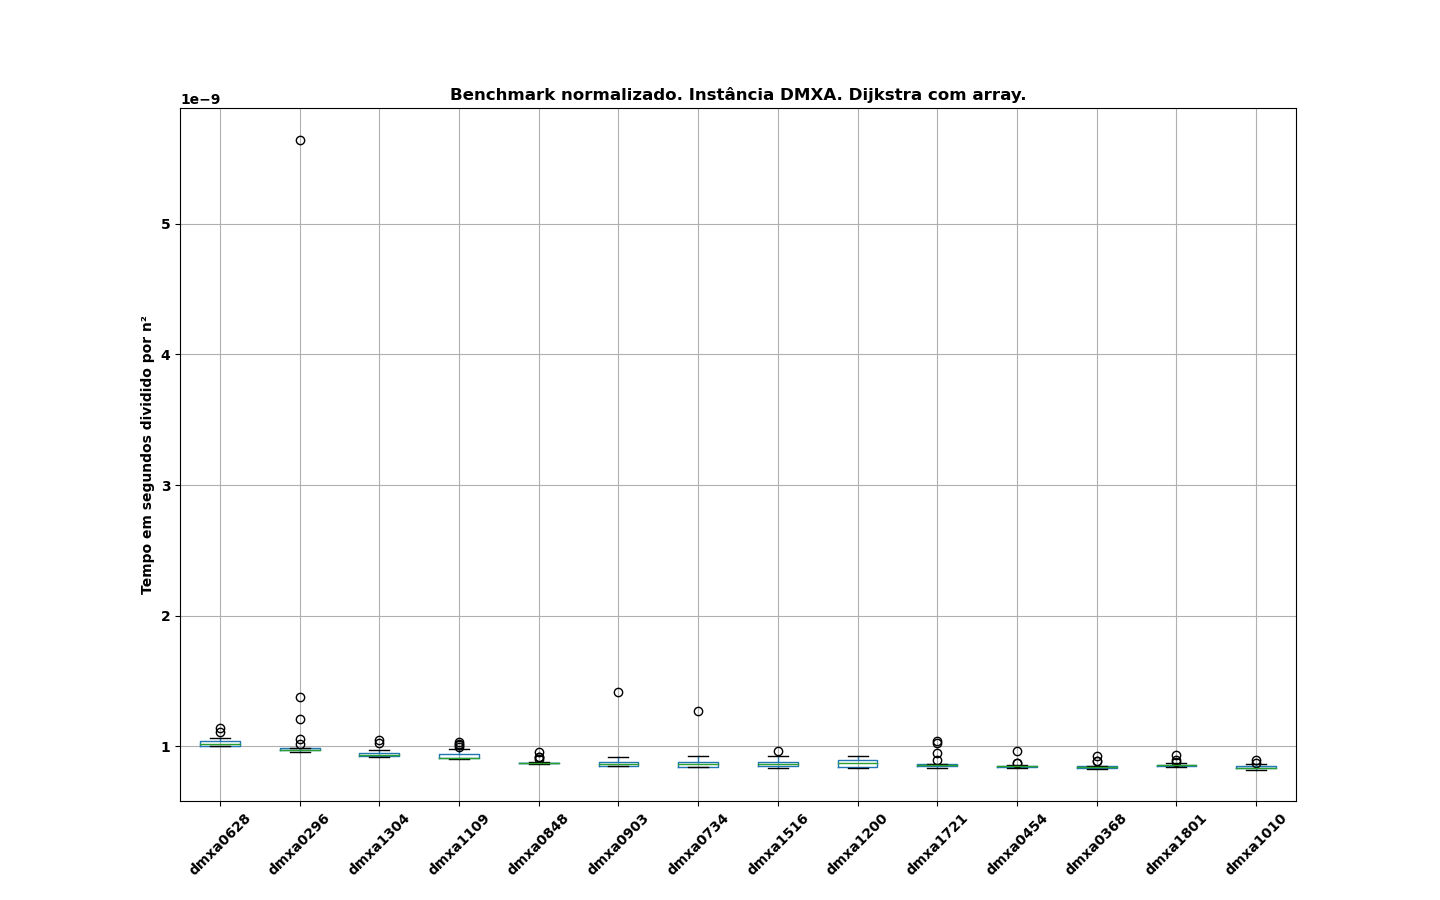 Benchmark normalizado. Instância DMXA. Dijkstra com array.
1e−9
Tempo em segundos dividido por n²
5
4
3
2
1
dmxa0628
dmxa0296
dmxa1304
dmxa1109
dmxa0848
dmxa0903
dmxa0734
dmxa1516
dmxa1200
dmxa1721
dmxa0454
dmxa0368
dmxa1801
dmxa1010